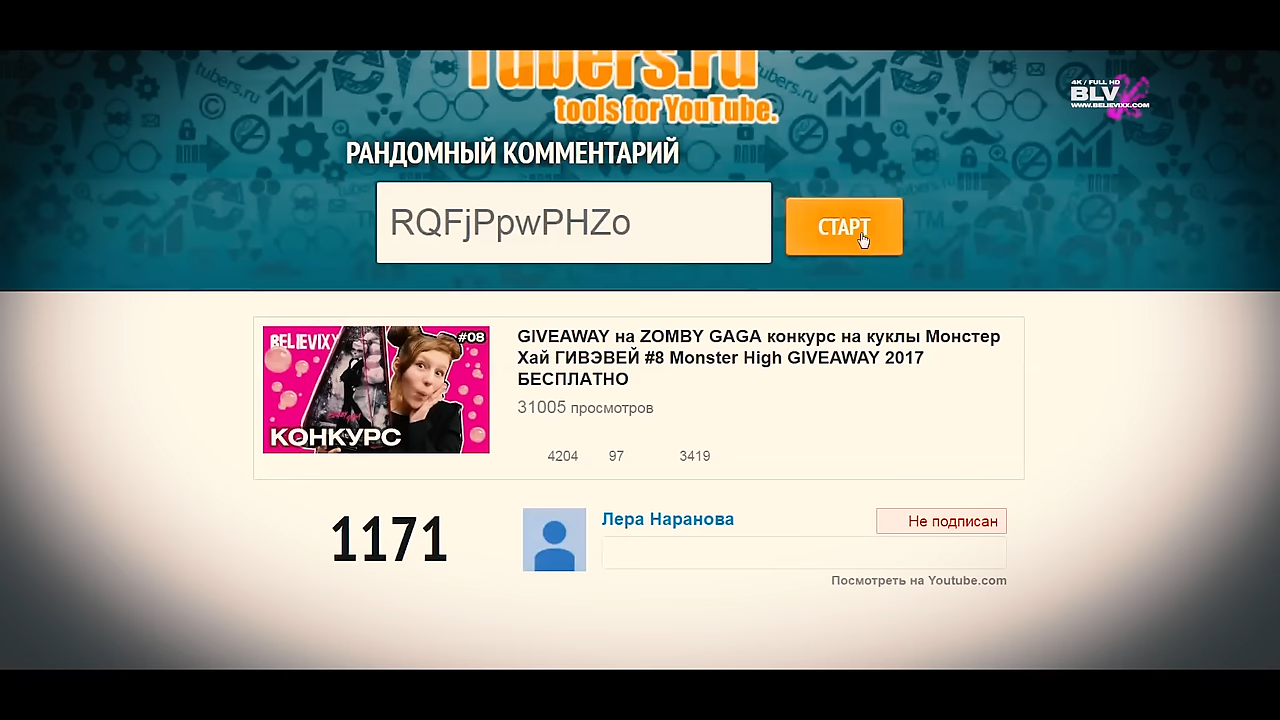 Tubers.ru
tools for YouTube.
4K / FULL HD
BLV
WWW.BELIEVIXX.COM
РАНДОМНЫЙ КОММЕНТАРИЙ
RQFjPpwPHZo
СТАРТ
BELIEVIXX
#08
КОНКУРС
GIVEAWAY на ZOMBY GAGA конкурс на куклы Монстер
Хай ГИВЭВЕЙ #8 Monster High GIVEAWAY 2017
БЕСПЛАТНО
31005 просмотров
4204 97 3419
1171
Лера Наранова
Не подписан
Посмотреть на Youtube.com